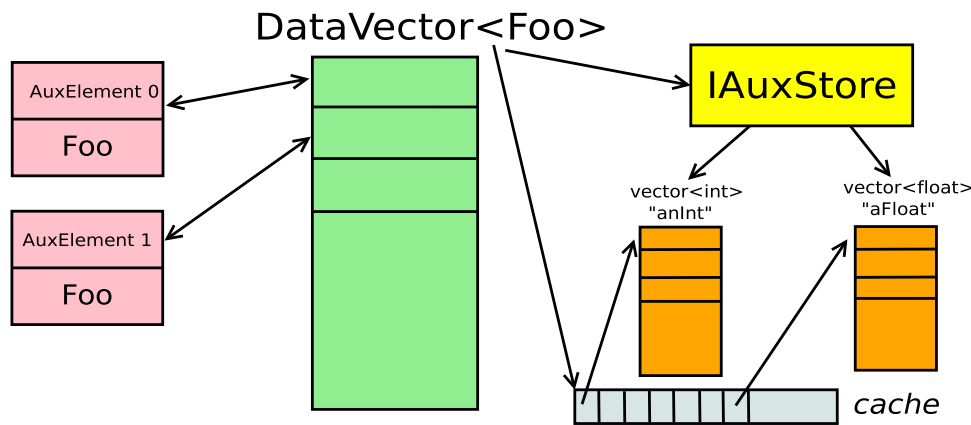 DataVector<Foo>
AuxElement 0
Foo
AuxElement 1
Foo
IAuxStore
vector<int>
"anInt"
vector<float>
"aFloat"
cache